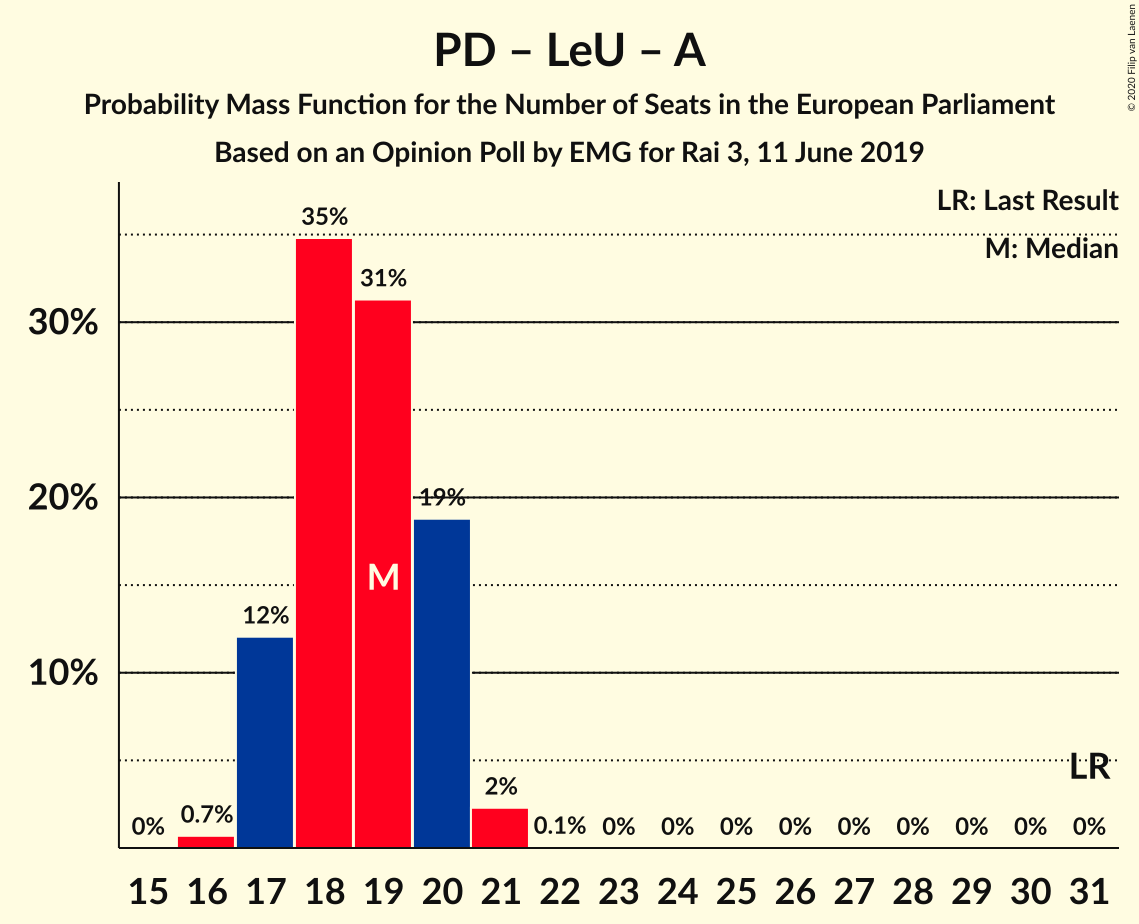 PD – LeU – A
Probability Mass Function for the Number of Seats in the European Parliament
Based on an Opinion Poll by EMG for Rai 3, 11 June 2019
© 2020 Filip van Laenen
LR: Last Result
M: Median
35%
31%
30%
20%
19%
M
12%
10%
LR
2%
0% 0.7% 0.1% 0% 0% 0% 0% 0% 0% 0% 0% 0%
15 16 17 18 19 20 21 22 23 24 25 26 27 28 29 30 31